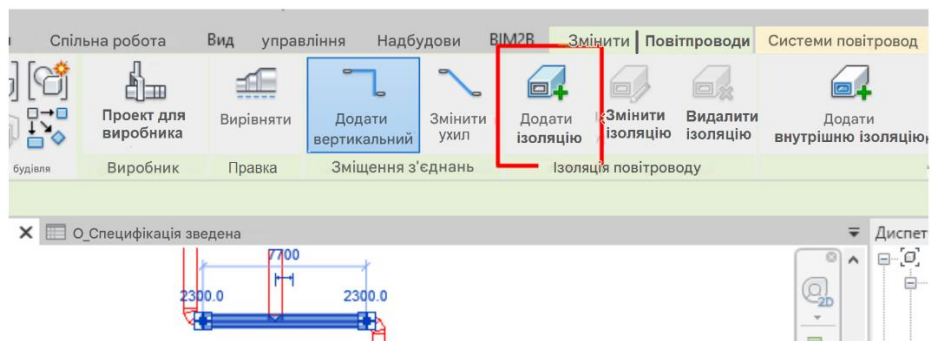 Спільна робота Вид управління Надбудови BIM2B Змінити Повітпроводи Системи повітровод
Проект для виробника
Вирівняти
Додати вертикальний
Змінити ухил
Додати ізоляцію
Змінити ізоляцію
Видалити ізоляцію
Додати внутрішню ізоляцію
будівля Виробник Правка Зміщення з'єднань Ізоляція повітроводу
О_Специфікація зведена Диспет
7700
2300.0 2300.0
2D